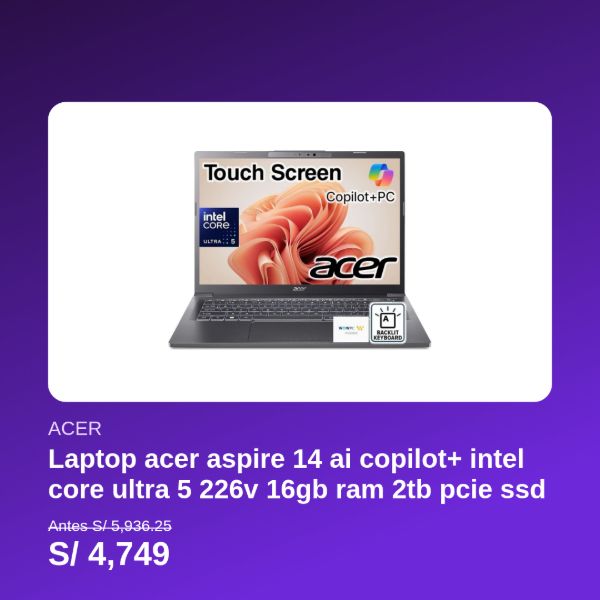 Touch Screen
Copilot+PC
intel
CORE
ULTRA 5
acer
acer
A
BACKLIT
KEYBOARD
ACER
Laptop acer aspire 14 ai copilot+ intel
core ultra 5 226v 16gb ram 2tb pcie ssd
Antes S/ 5,936.25
S/ 4,749